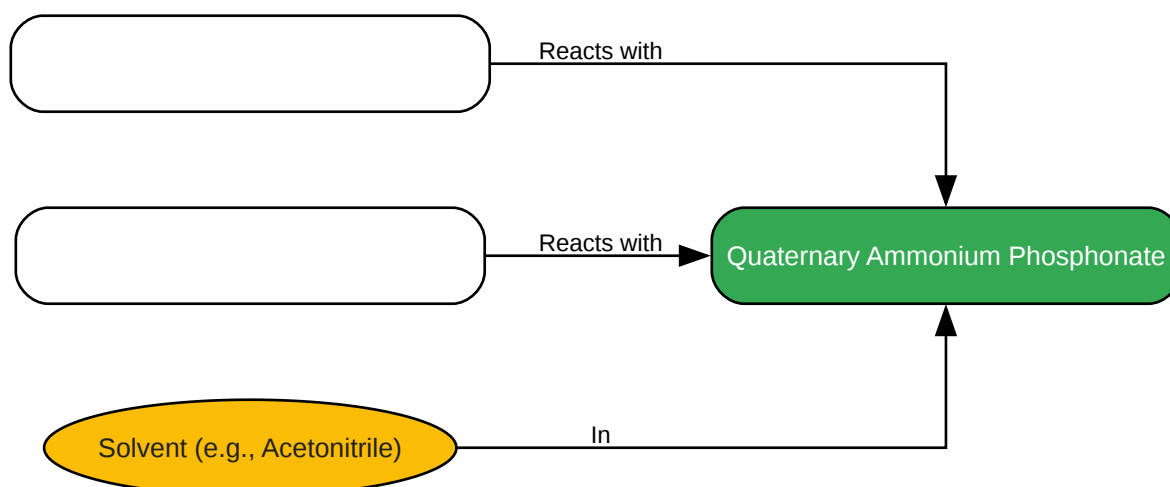 Reacts with
Reacts with
Quaternary Ammonium Phosphonate
Solvent (e.g., Acetonitrile)
In